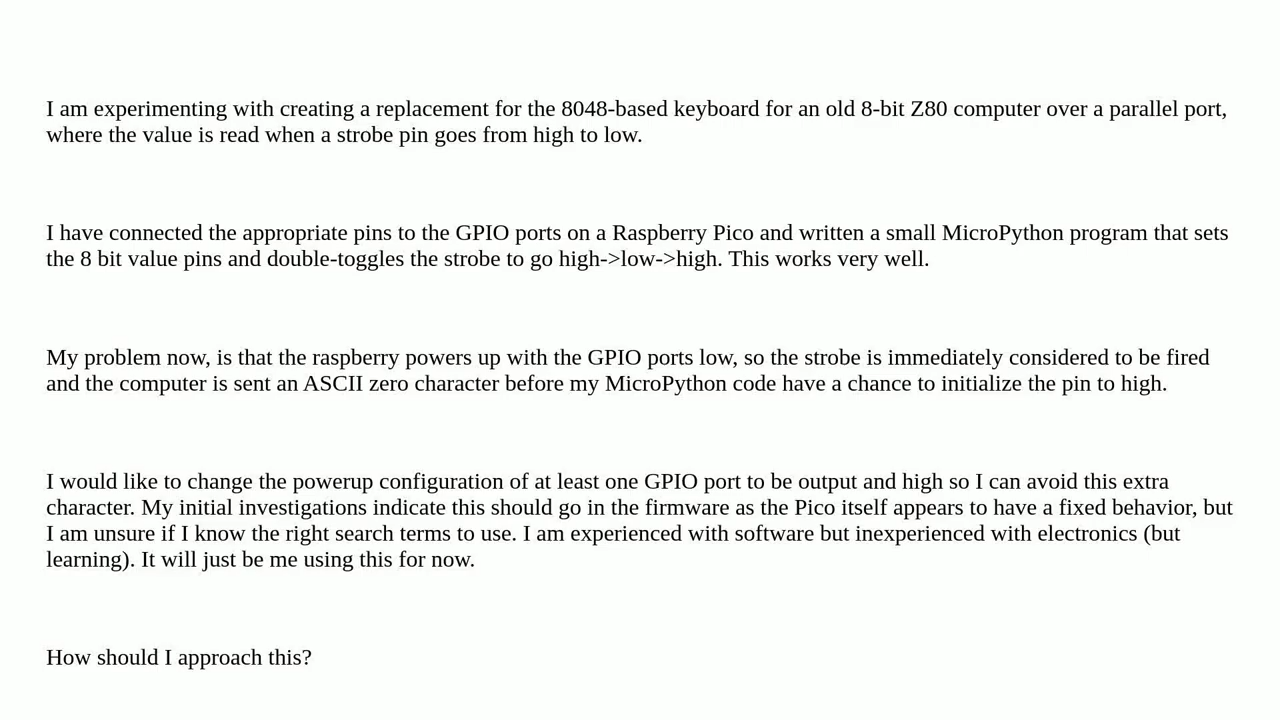 I am experimenting with creating a replacement for the 8048-based keyboard for an old 8-bit Z80 computer over a parallel port,
where the value is read when a strobe pin goes from high to low.
I have connected the appropriate pins to the GPIO ports on a Raspberry Pico and written a small MicroPython program that sets
the 8 bit value pins and double-toggles the strobe to go high->low->high. This works very well.
My problem now, is that the raspberry powers up with the GPIO ports low, so the strobe is immediately considered to be fired
and the computer is sent an ASCII zero character before my MicroPython code have a chance to initialize the pin to high.
I would like to change the powerup configuration of at least one GPIO port to be output and high so I can avoid this extra
character. My initial investigations indicate this should go in the firmware as the Pico itself appears to have a fixed behavior, but
I am unsure if I know the right search terms to use. I am experienced with software but inexperienced with electronics (but
learning). It will just be me using this for now.
How should I approach this?